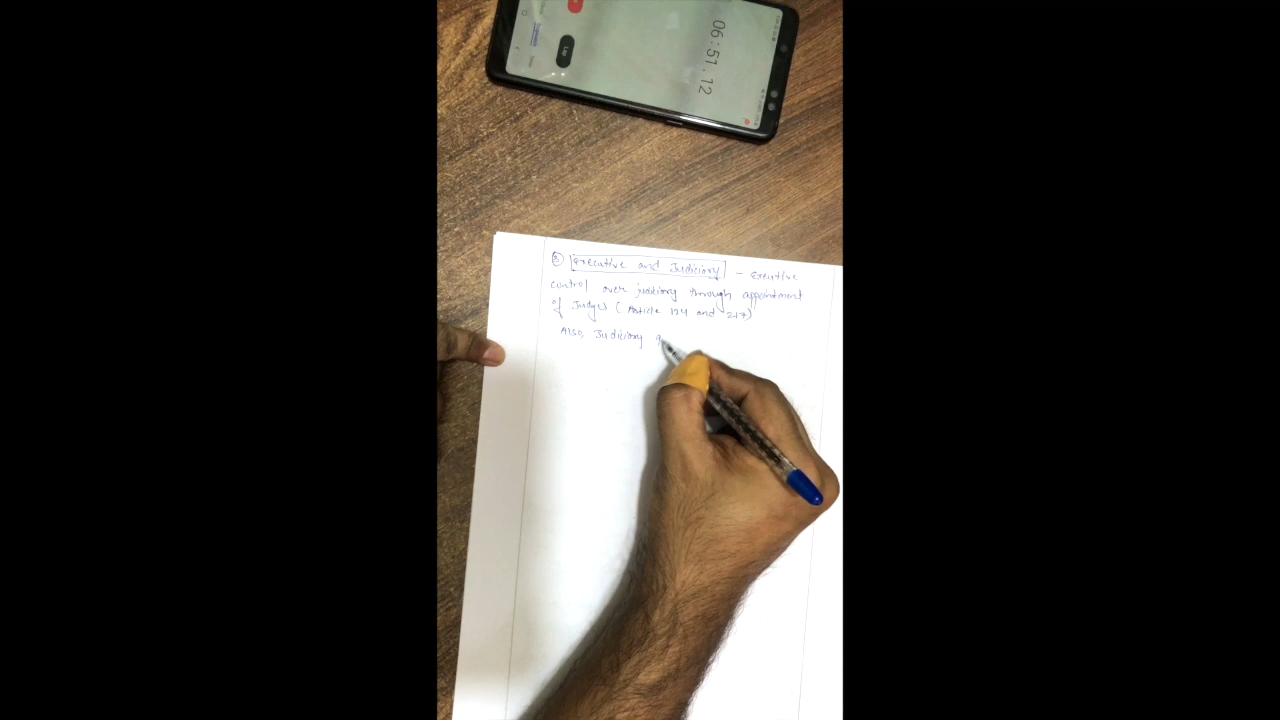 06:51.12
Lap
③ Executive and Judiciary - Executive
control over judiciary through appointment
of Judges (Article 124 and 217)
Also, Judiciary